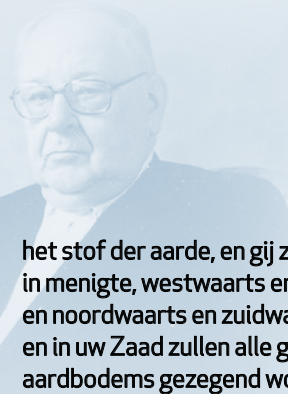 het stof der aarde, en gij z
in menigte, westwaarts en
en noordwaarts en zuidwa
en in uw Zaad zullen alle g
aardbodems gezegend wo